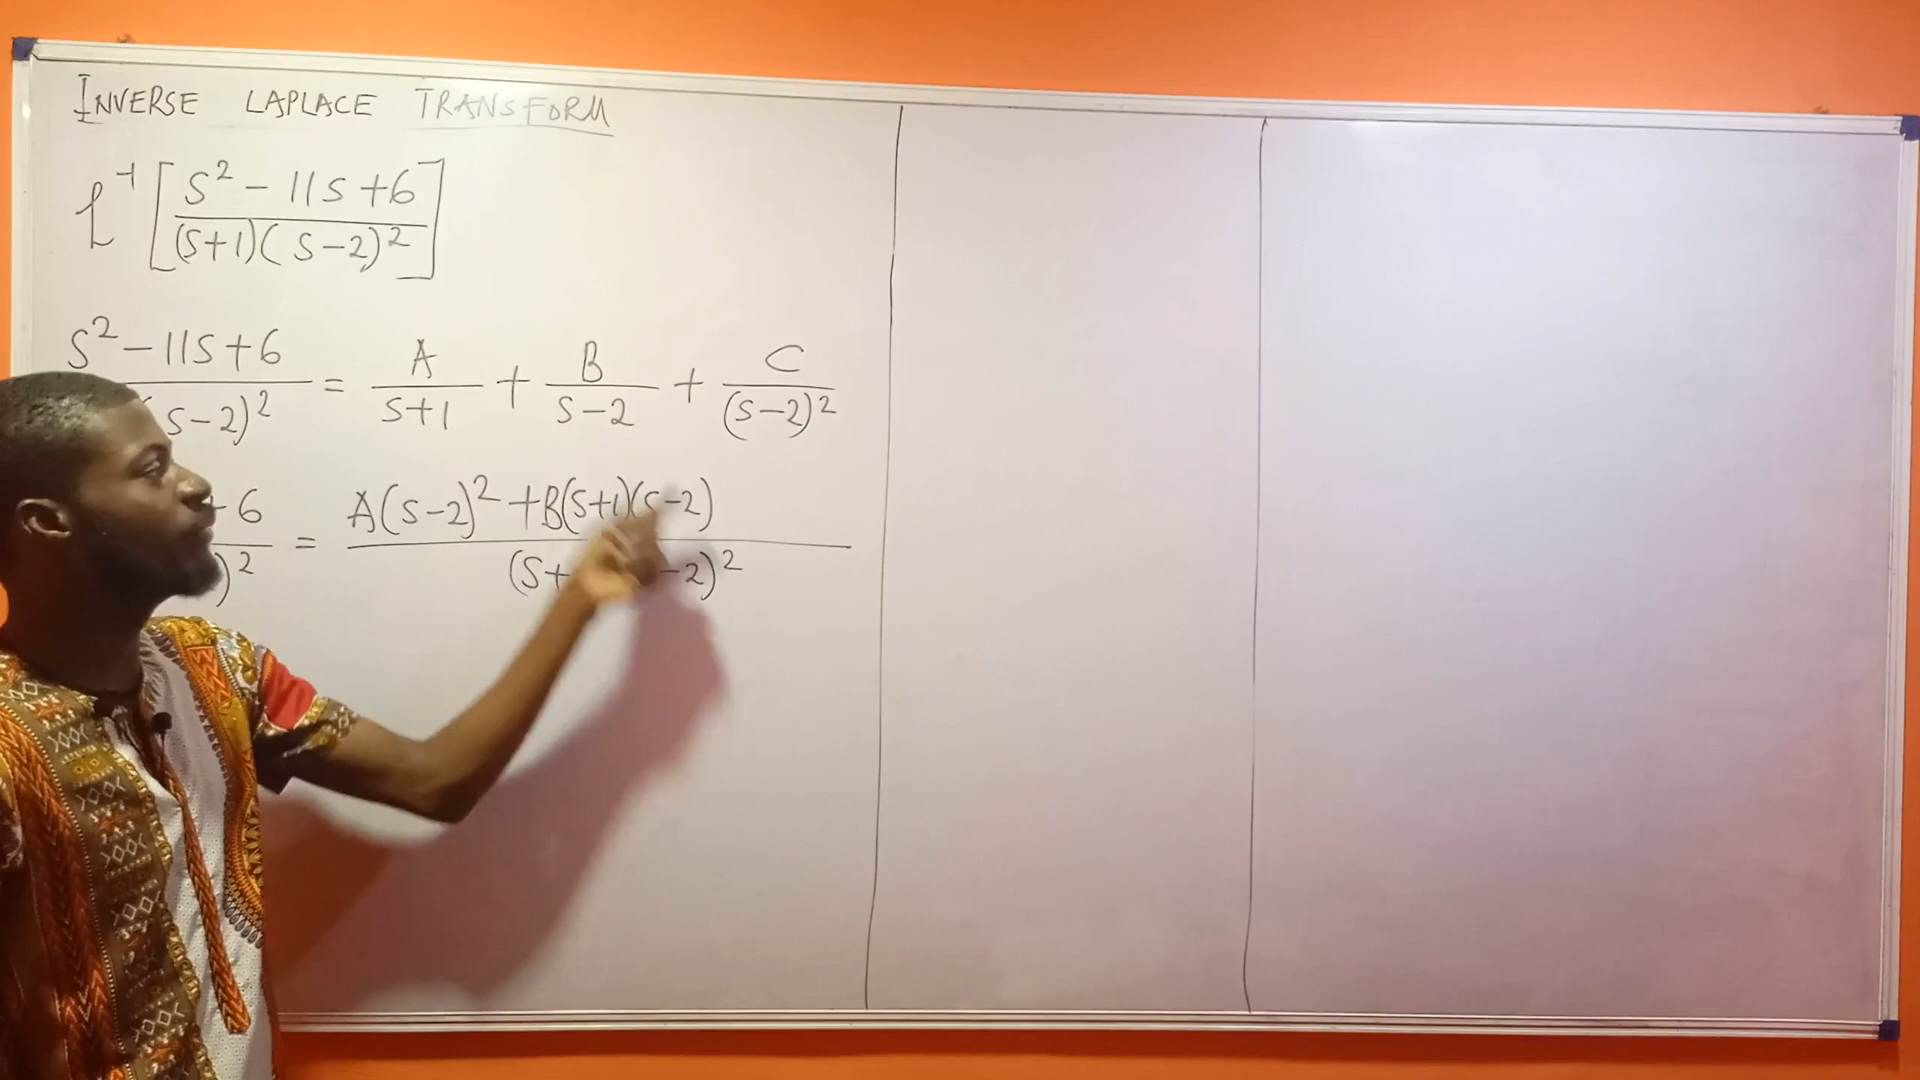 INVERSE LAPLACE TRANSFORM
L⁻¹ [ (s² - 11s + 6) / ((s+1)(s-2)²) ]
s² - 11s + 6 / s-2)² = A/(s+1) + B/(s-2) + C/(s-2)²
+ 6 / )² = A(s-2)² + B(s+1)(s-2) / (s+ -2)²